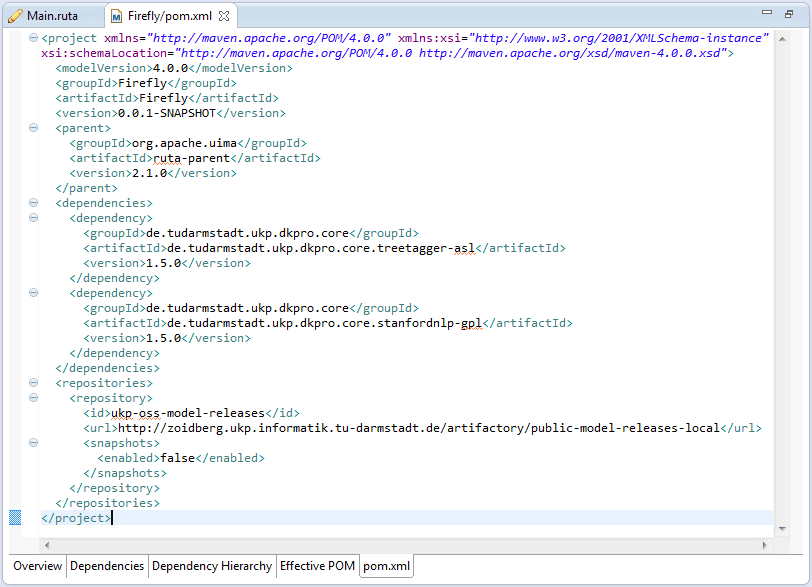 Main.ruta Firefly/pom.xml
<project xmlns="http://maven.apache.org/POM/4.0.0" xmlns:xsi="http://www.w3.org/2001/XMLSchema-instance"
xsi:schemaLocation="http://maven.apache.org/POM/4.0.0 http://maven.apache.org/xsd/maven-4.0.0.xsd">
<modelVersion>4.0.0</modelVersion>
<groupId>Firefly</groupId>
<artifactId>Firefly</artifactId>
<version>0.0.1-SNAPSHOT</version>
<parent>
<groupId>org.apache.uima</groupId>
<artifactId>ruta-parent</artifactId>
<version>2.1.0</version>
</parent>
<dependencies>
<dependency>
<groupId>de.tudarmstadt.ukp.dkpro.core</groupId>
<artifactId>de.tudarmstadt.ukp.dkpro.core.treetagger-asl</artifactId>
<version>1.5.0</version>
</dependency>
<dependency>
<groupId>de.tudarmstadt.ukp.dkpro.core</groupId>
<artifactId>de.tudarmstadt.ukp.dkpro.core.stanfordnlp-gpl</artifactId>
<version>1.5.0</version>
</dependency>
</dependencies>
<repositories>
<repository>
<id>ukp-oss-model-releases</id>
<url>http://zoidberg.ukp.informatik.tu-darmstadt.de/artifactory/public-model-releases-local</url>
<snapshots>
<enabled>false</enabled>
</snapshots>
</repository>
</repositories>
</project>
Overview Dependencies Dependency Hierarchy Effective POM pom.xml